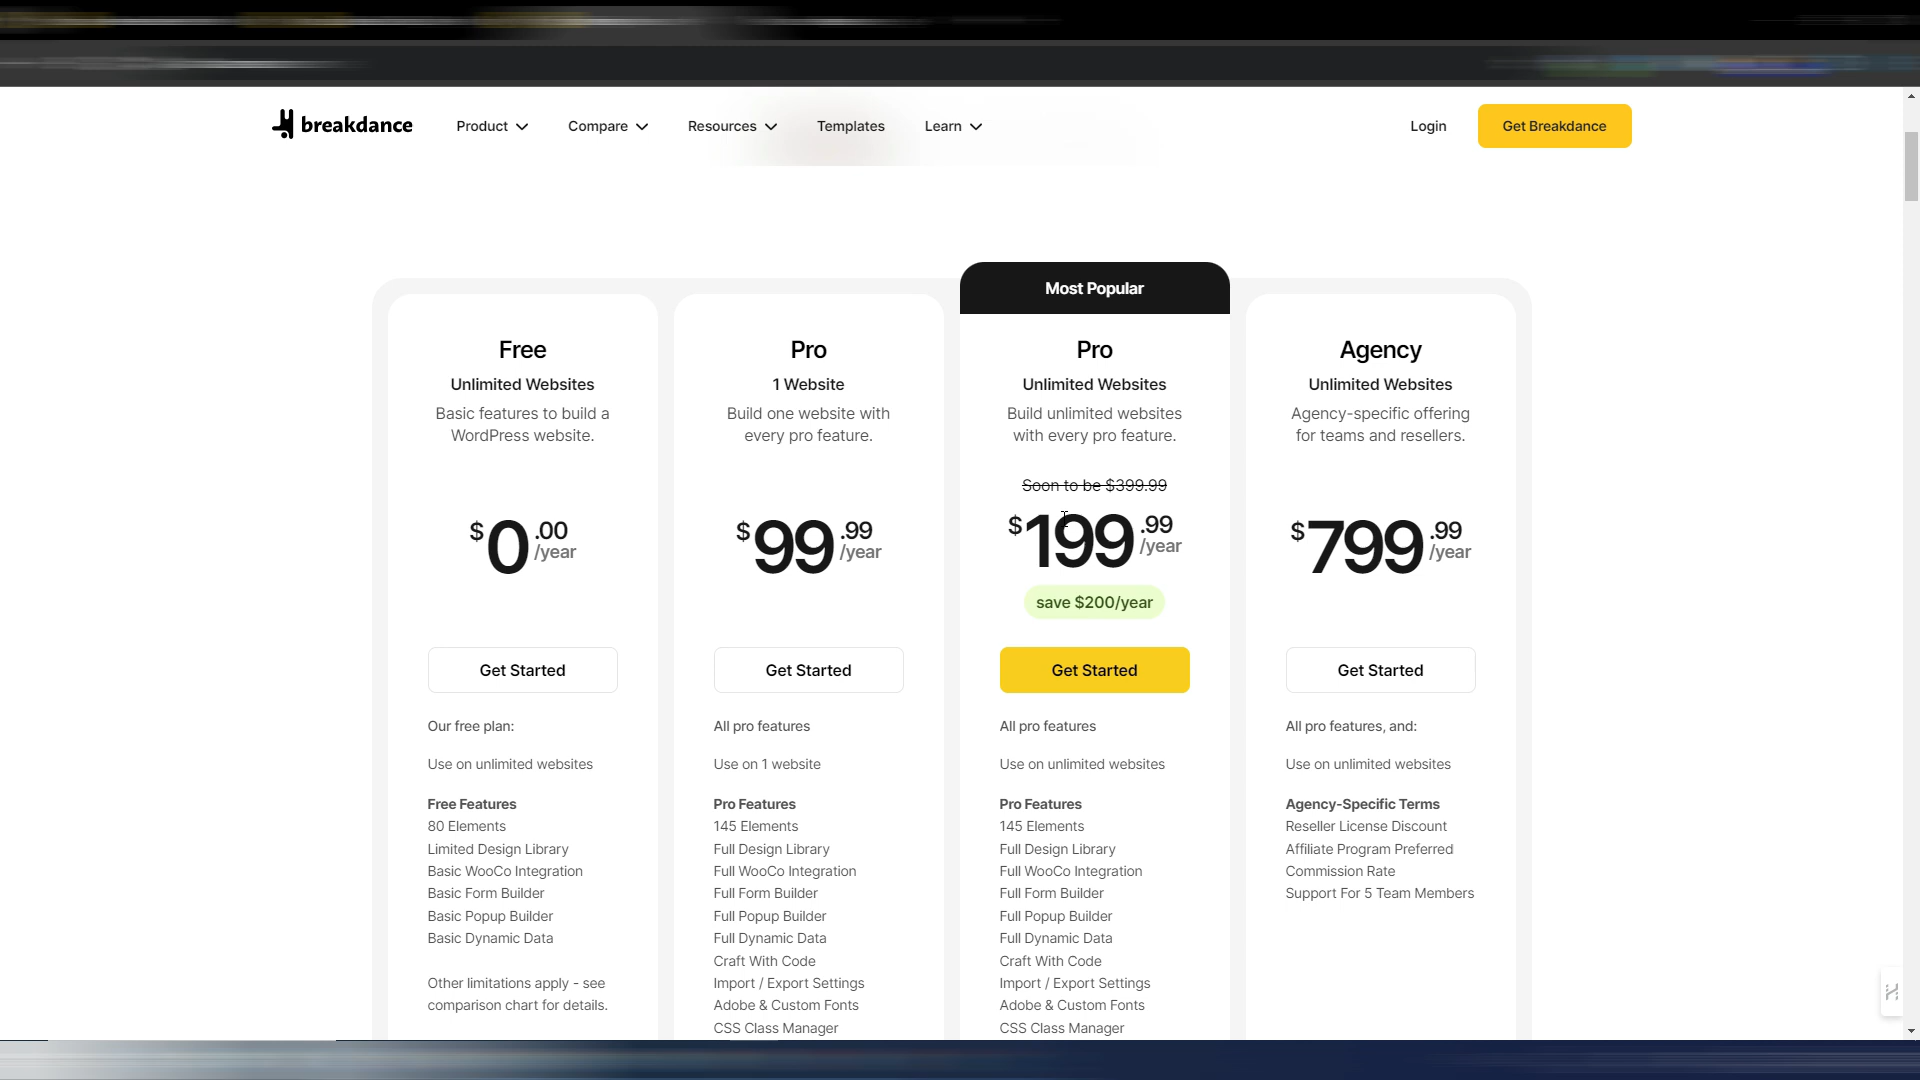 breakdance
Product
Compare
Resources
Templates
Learn
Login
Get Breakdance
Free
Unlimited Websites
Basic features to build a
WordPress website.
$0.00
/year
Get Started
Our free plan:
Use on unlimited websites
Free Features
80 Elements
Limited Design Library
Basic WooCo Integration
Basic Form Builder
Basic Popup Builder
Basic Dynamic Data
Other limitations apply - see
comparison chart for details.
Pro
1 Website
Build one website with
every pro feature.
$99.99
/year
Get Started
All pro features
Use on 1 website
Pro Features
145 Elements
Full Design Library
Full WooCo Integration
Full Form Builder
Full Popup Builder
Full Dynamic Data
Craft With Code
Import / Export Settings
Adobe & Custom Fonts
CSS Class Manager
Most Popular
Pro
Unlimited Websites
Build unlimited websites
with every pro feature.
Soon to be $399.99
$199.99
/year
save $200/year
Get Started
All pro features
Use on unlimited websites
Pro Features
145 Elements
Full Design Library
Full WooCo Integration
Full Form Builder
Full Popup Builder
Full Dynamic Data
Craft With Code
Import / Export Settings
Adobe & Custom Fonts
CSS Class Manager
Agency
Unlimited Websites
Agency-specific offering
for teams and resellers.
$799.99
/year
Get Started
All pro features, and:
Use on unlimited websites
Agency-Specific Terms
Reseller License Discount
Affiliate Program Preferred
Commission Rate
Support For 5 Team Members